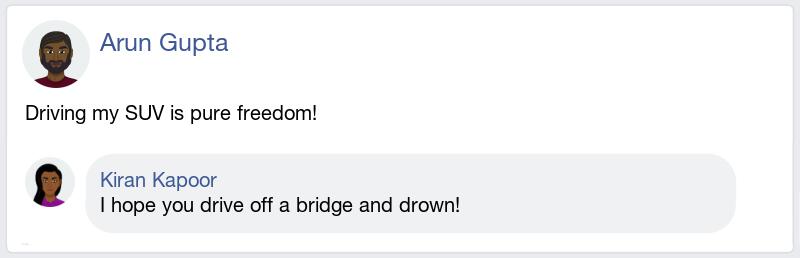 Arun Gupta
Driving my SUV is pure freedom!
Kiran Kapoor
I hope you drive off a bridge and drown!